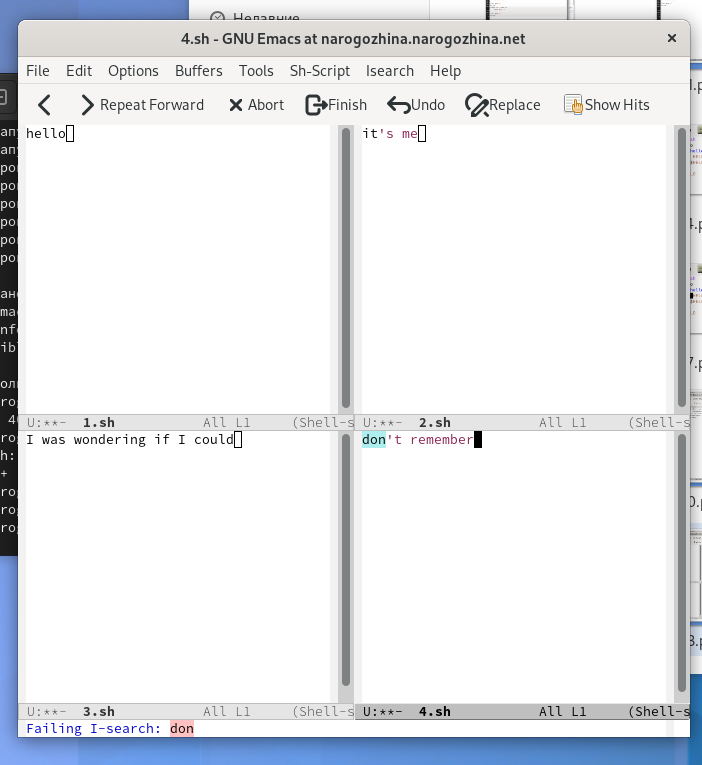 Недавние
4.sh - GNU Emacs at narogozhina.narogozhina.net
File Edit Options Buffers Tools Sh-Script Isearch Help
Repeat Forward Abort Finish Undo Replace Show Hits
hello
it's me
U:**- 1.sh All L1 (Shell-s
U:**- 2.sh All L1 (Shell-s
I was wondering if I could
don't remember
U:**- 3.sh All L1 (Shell-s
U:**- 4.sh All L1 (Shell-s
Failing I-search: don